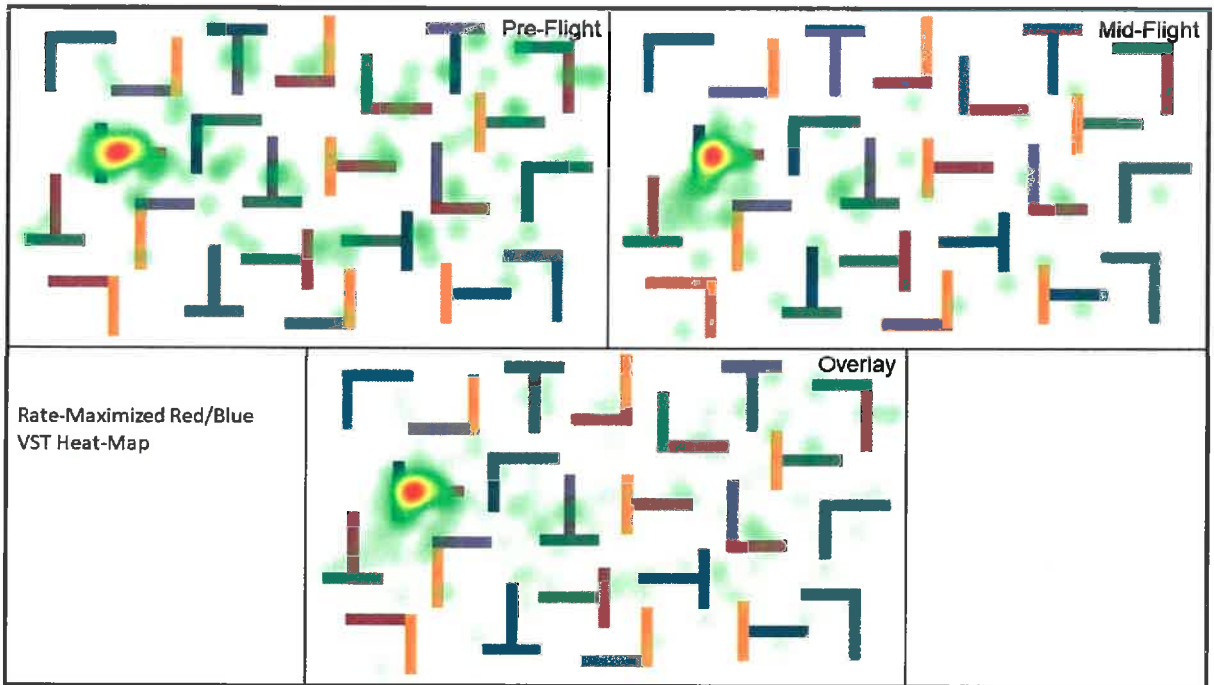 Pre-Flight
Mid-Flight
Overlay
Rate-Maximized Red/Blue
VST Heat-Map